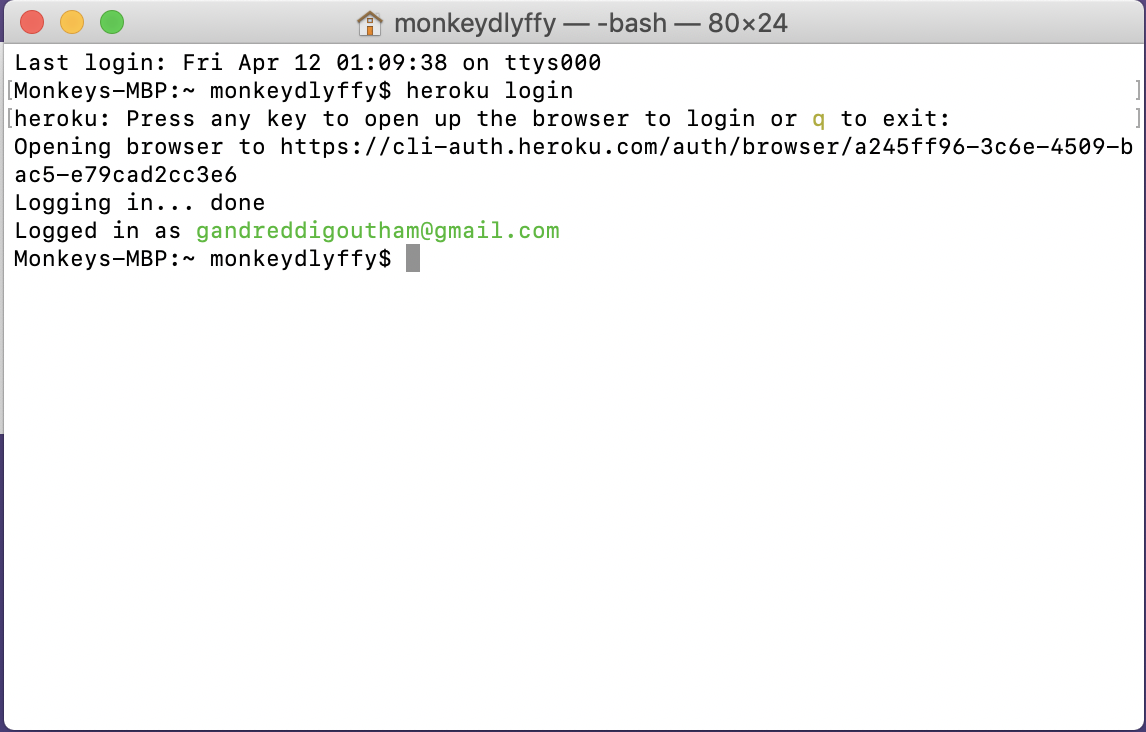 monkeydlyffy — -bash — 80×24
Last login: Fri Apr 12 01:09:38 on ttys000
[Monkeys-MBP:~ monkeydlyffy$ heroku login ]
[heroku: Press any key to open up the browser to login or q to exit: ]
Opening browser to https://cli-auth.heroku.com/auth/browser/a245ff96-3c6e-4509-b
ac5-e79cad2cc3e6
Logging in... done
Logged in as gandreddigoutham@gmail.com
Monkeys-MBP:~ monkeydlyffy$